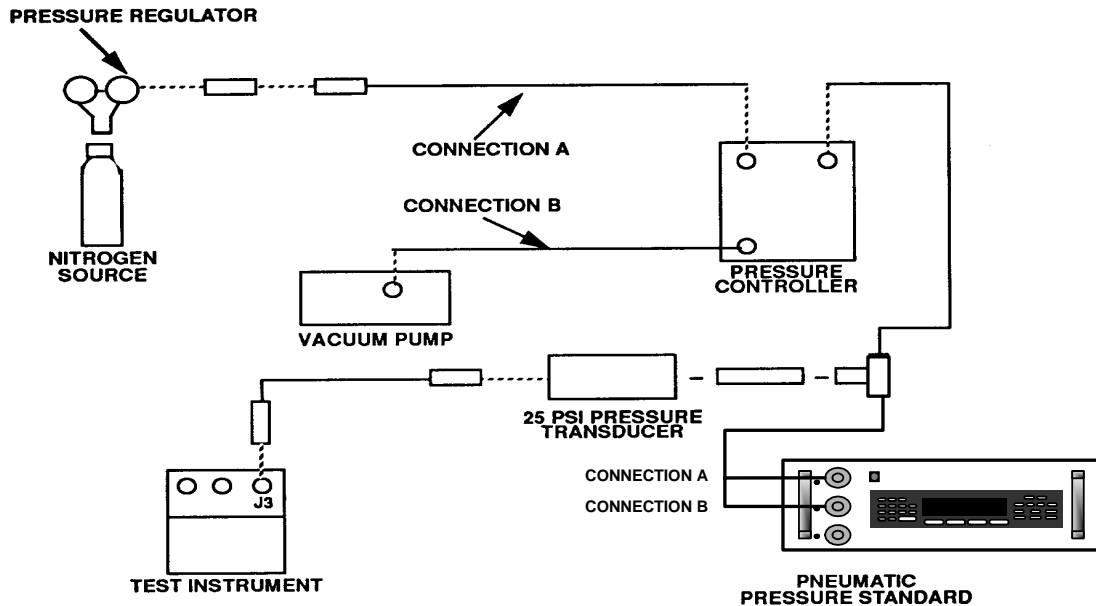 PRESSURE REGULATOR
CONNECTION A
CONNECTION B
NITROGEN
SOURCE
PRESSURE
CONTROLLER
VACUUM PUMP
25 PSI PRESSURE
TRANSDUCER
CONNECTION A
J3
CONNECTION B
TEST INSTRUMENT
PNEUMATIC
PRESSURE STANDARD